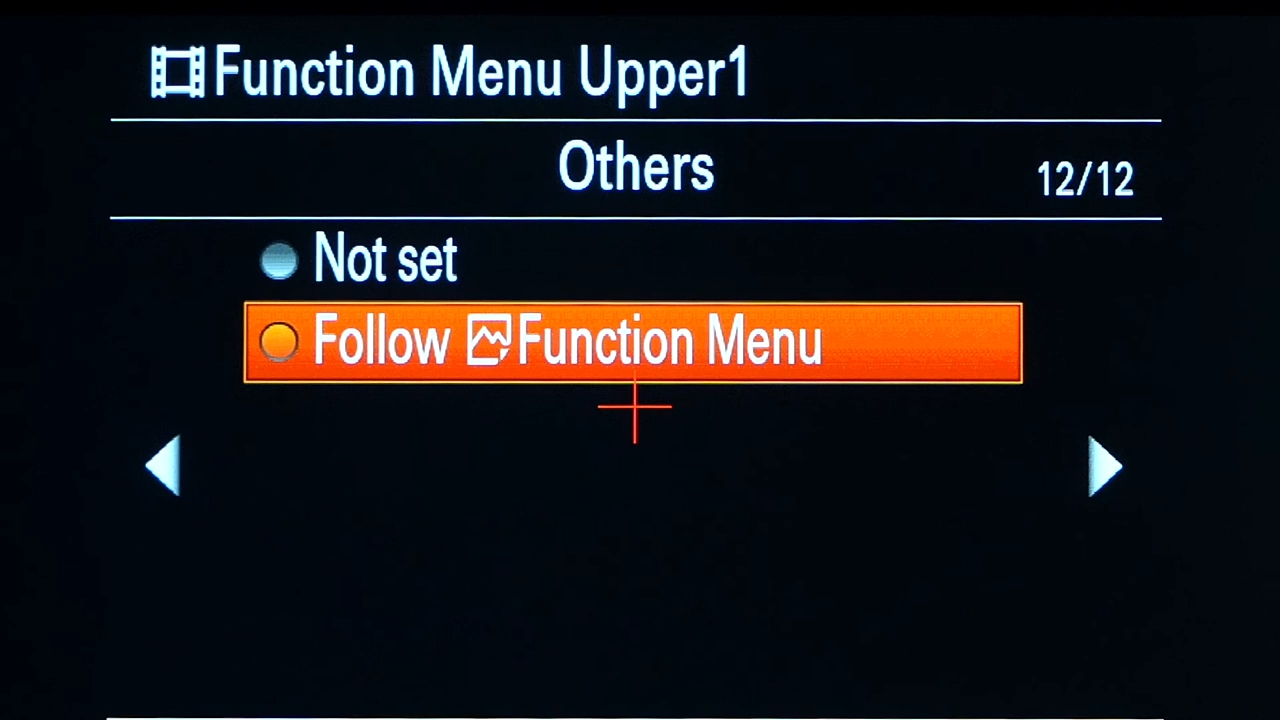 Function Menu Upper1
Others
12/12
Not set
Follow Function Menu